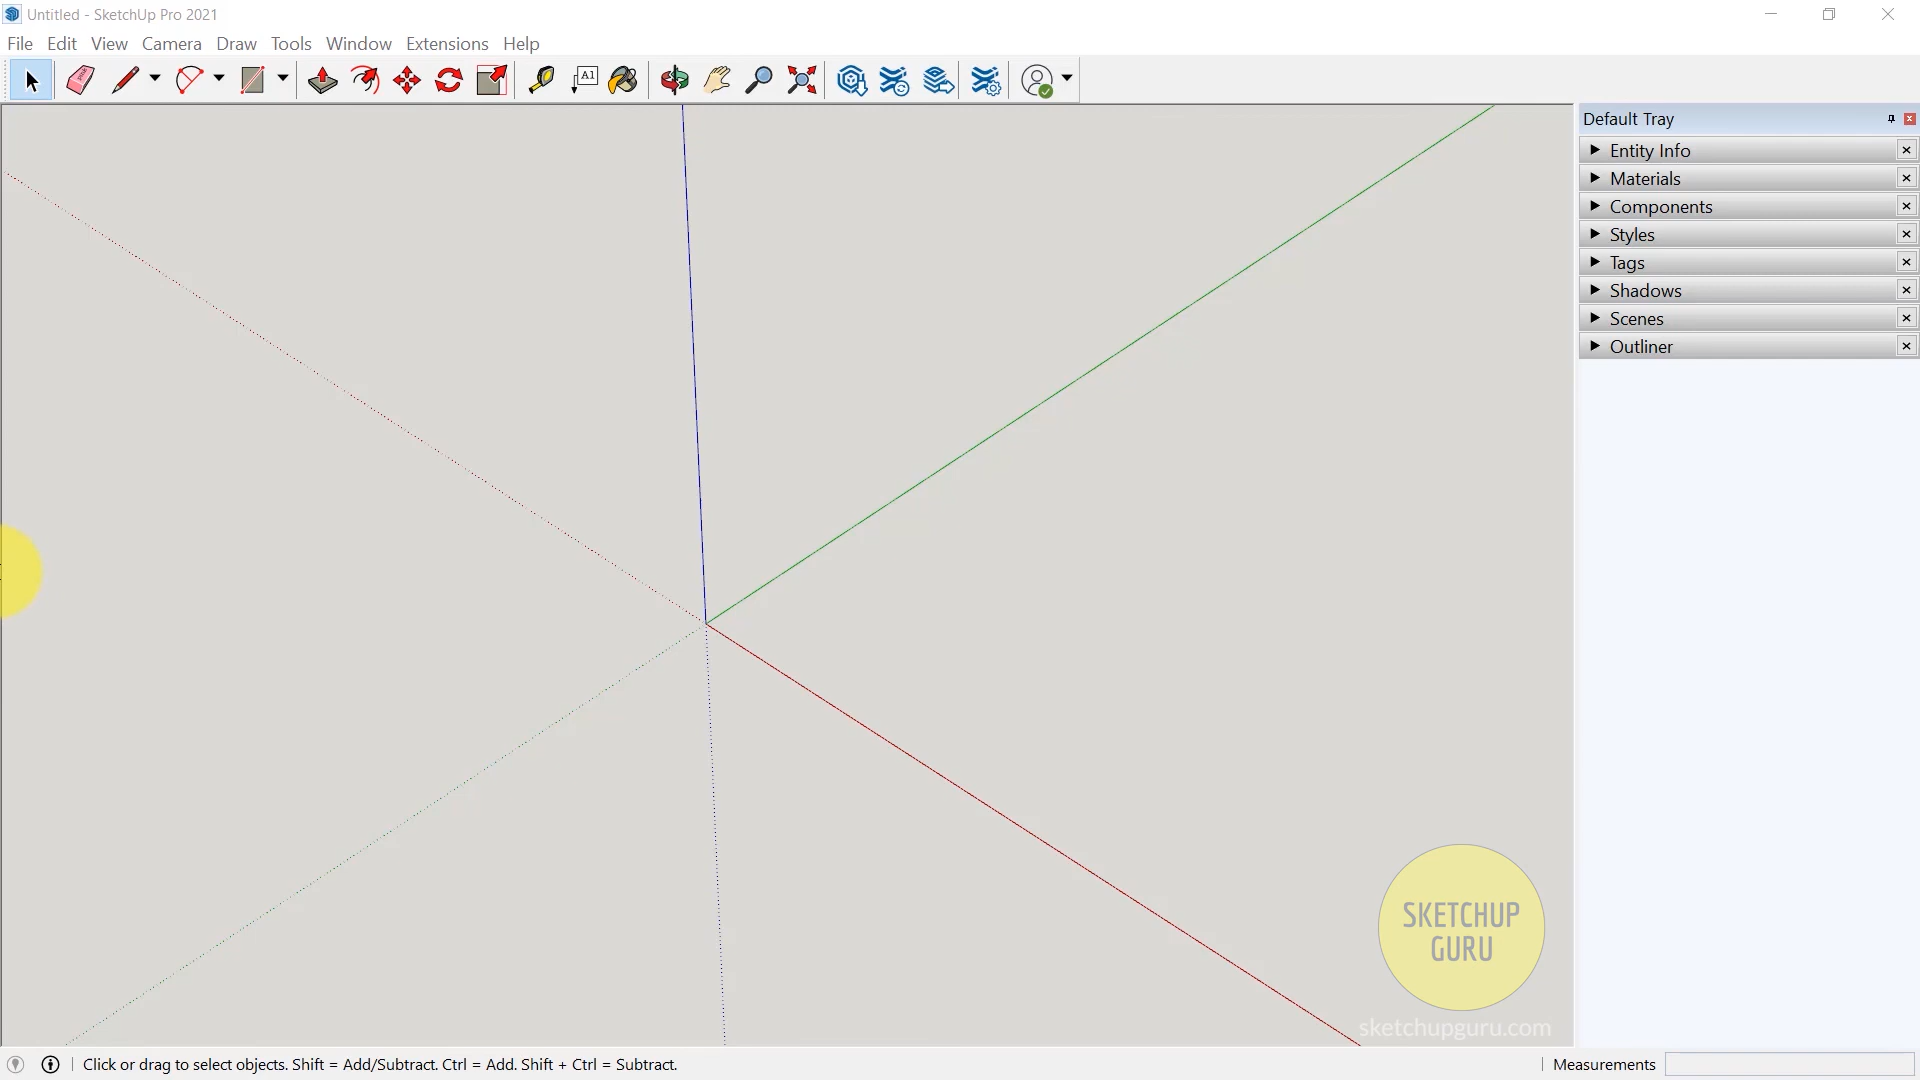 Untitled - SketchUp Pro 2021
File Edit View Camera Draw Tools Window Extensions Help
A1
Default Tray
Entity Info
Materials
Components
Styles
Tags
Shadows
Scenes
Outliner
SKETCHUP
GURU
sketchupguru.com
Click or drag to select objects. Shift = Add/Subtract. Ctrl = Add. Shift + Ctrl = Subtract.
Measurements